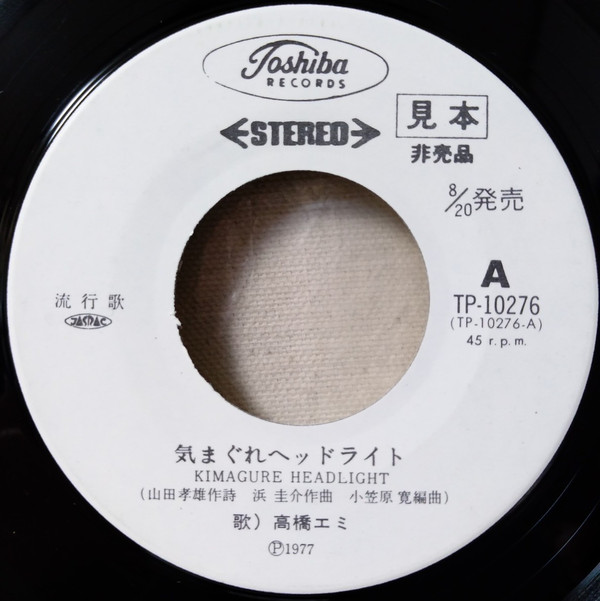 Toshiba
RECORDS
STEREO
見本
非売品
8/20発売
A
TP-10276
(TP-10276-A)
45 r.p.m.
流行歌
JASRAC
気まぐれヘッドライト
KIMAGURE HEADLIGHT
(山田孝雄作詩 浜 圭介作曲 小笠原 寛編曲)
歌) 高橋エミ
Ⓟ1977